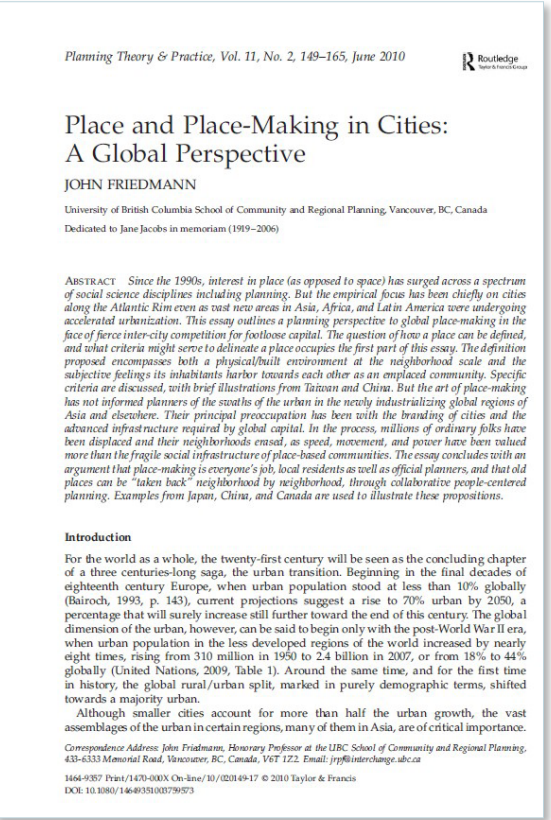 Planning Theory & Practice, Vol. 11, No. 2, 149–165, June 2010
Routledge
Taylor & Francis Group
Place and Place-Making in Cities:
A Global Perspective
JOHN FRIEDMANN
University of British Columbia School of Community and Regional Planning, Vancouver, BC, Canada
Dedicated to Jane Jacobs in memoriam (1919–2006)
ABSTRACT Since the 1990s, interest in place (as opposed to space) has surged across a spectrum
of social science disciplines including planning. But the empirical focus has been chiefly on cities
along the Atlantic Rim even as vast new areas in Asia, Africa, and Latin America were undergoing
accelerated urbanization. This essay outlines a planning perspective to global place-making in the
face of fierce inter-city competition for footloose capital. The question of how a place can be defined,
and what criteria might serve to delineate a place occupies the first part of this essay. The definition
proposed encompasses both a physical/built environment at the neighborhood scale and the
subjective feelings its inhabitants harbor towards each other as an emplaced community. Specific
criteria are discussed, with brief illustrations from Taiwan and China. But the art of place-making
has not informed planners of the swaths of the urban in the newly industrializing global regions of
Asia and elsewhere. Their principal preoccupation has been with the branding of cities and the
advanced infrastructure required by global capital. In the process, millions of ordinary folks have
been displaced and their neighborhoods erased, as speed, movement, and power have been valued
more than the fragile social infrastructure of place-based communities. The essay concludes with an
argument that place-making is everyone's job, local residents as well as official planners, and that old
places can be "taken back" neighborhood by neighborhood, through collaborative people-centered
planning. Examples from Japan, China, and Canada are used to illustrate these propositions.
Introduction
For the world as a whole, the twenty-first century will be seen as the concluding chapter
of a three centuries-long saga, the urban transition. Beginning in the final decades of
eighteenth century Europe, when urban population stood at less than 10% globally
(Bairoch, 1993, p. 143), current projections suggest a rise to 70% urban by 2050, a
percentage that will surely increase still further toward the end of this century. The global
dimension of the urban, however, can be said to begin only with the post-World War II era,
when urban population in the less developed regions of the world increased by nearly
eight times, rising from 310 million in 1950 to 2.4 billion in 2007, or from 18% to 44%
globally (United Nations, 2009, Table 1). Around the same time, and for the first time
in history, the global rural/urban split, marked in purely demographic terms, shifted
towards a majority urban.
Although smaller cities account for more than half the urban growth, the vast
assemblages of the urban in certain regions, many of them in Asia, are of critical importance.
Correspondence Address: John Friedmann, Honorary Professor at the UBC School of Community and Regional Planning,
433-6333 Memorial Road, Vancouver, BC, Canada, V6T 1Z2. Email: jrpf@interchange.ubc.ca
1464-9357 Print/1470-000X On-line/10/020149-17 © 2010 Taylor & Francis
DOI: 10.1080/14649351003759573